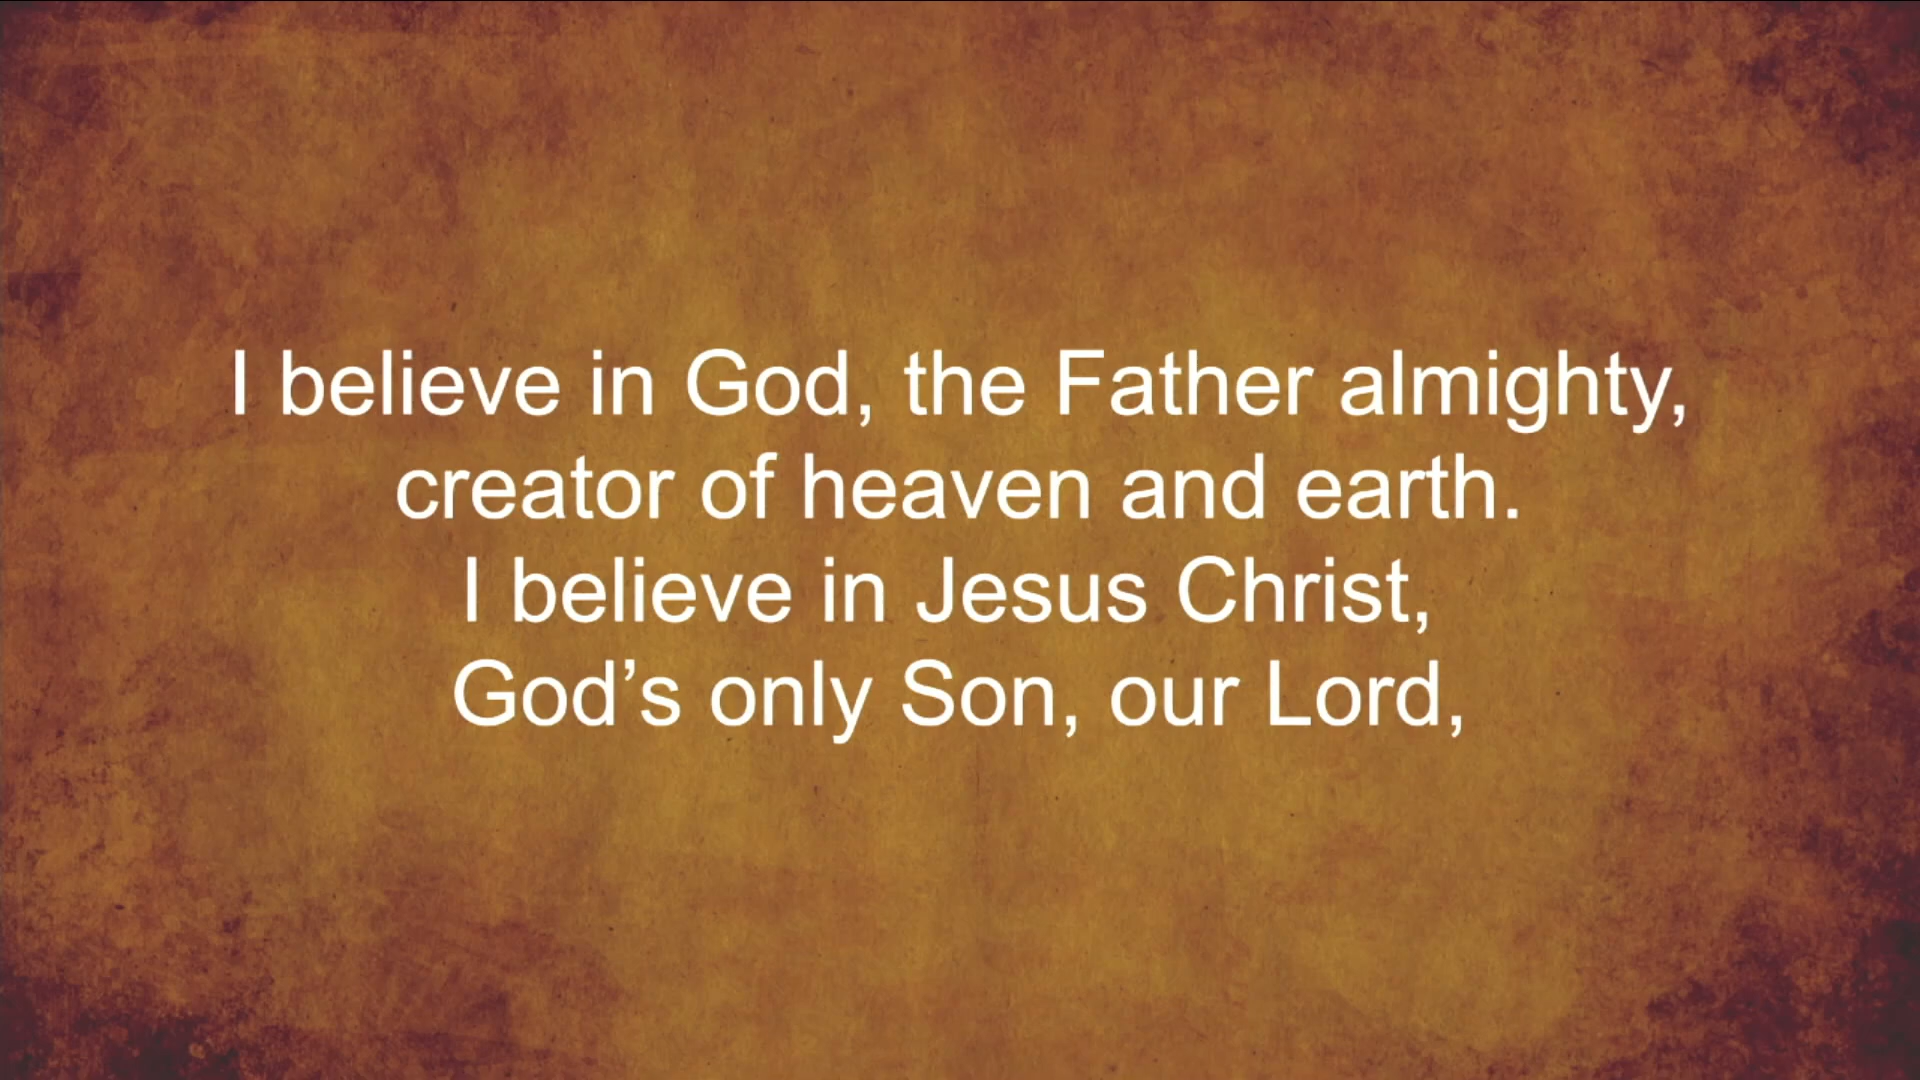 I believe in God, the Father almighty,
creator of heaven and earth.
I believe in Jesus Christ,
God’s only Son, our Lord,